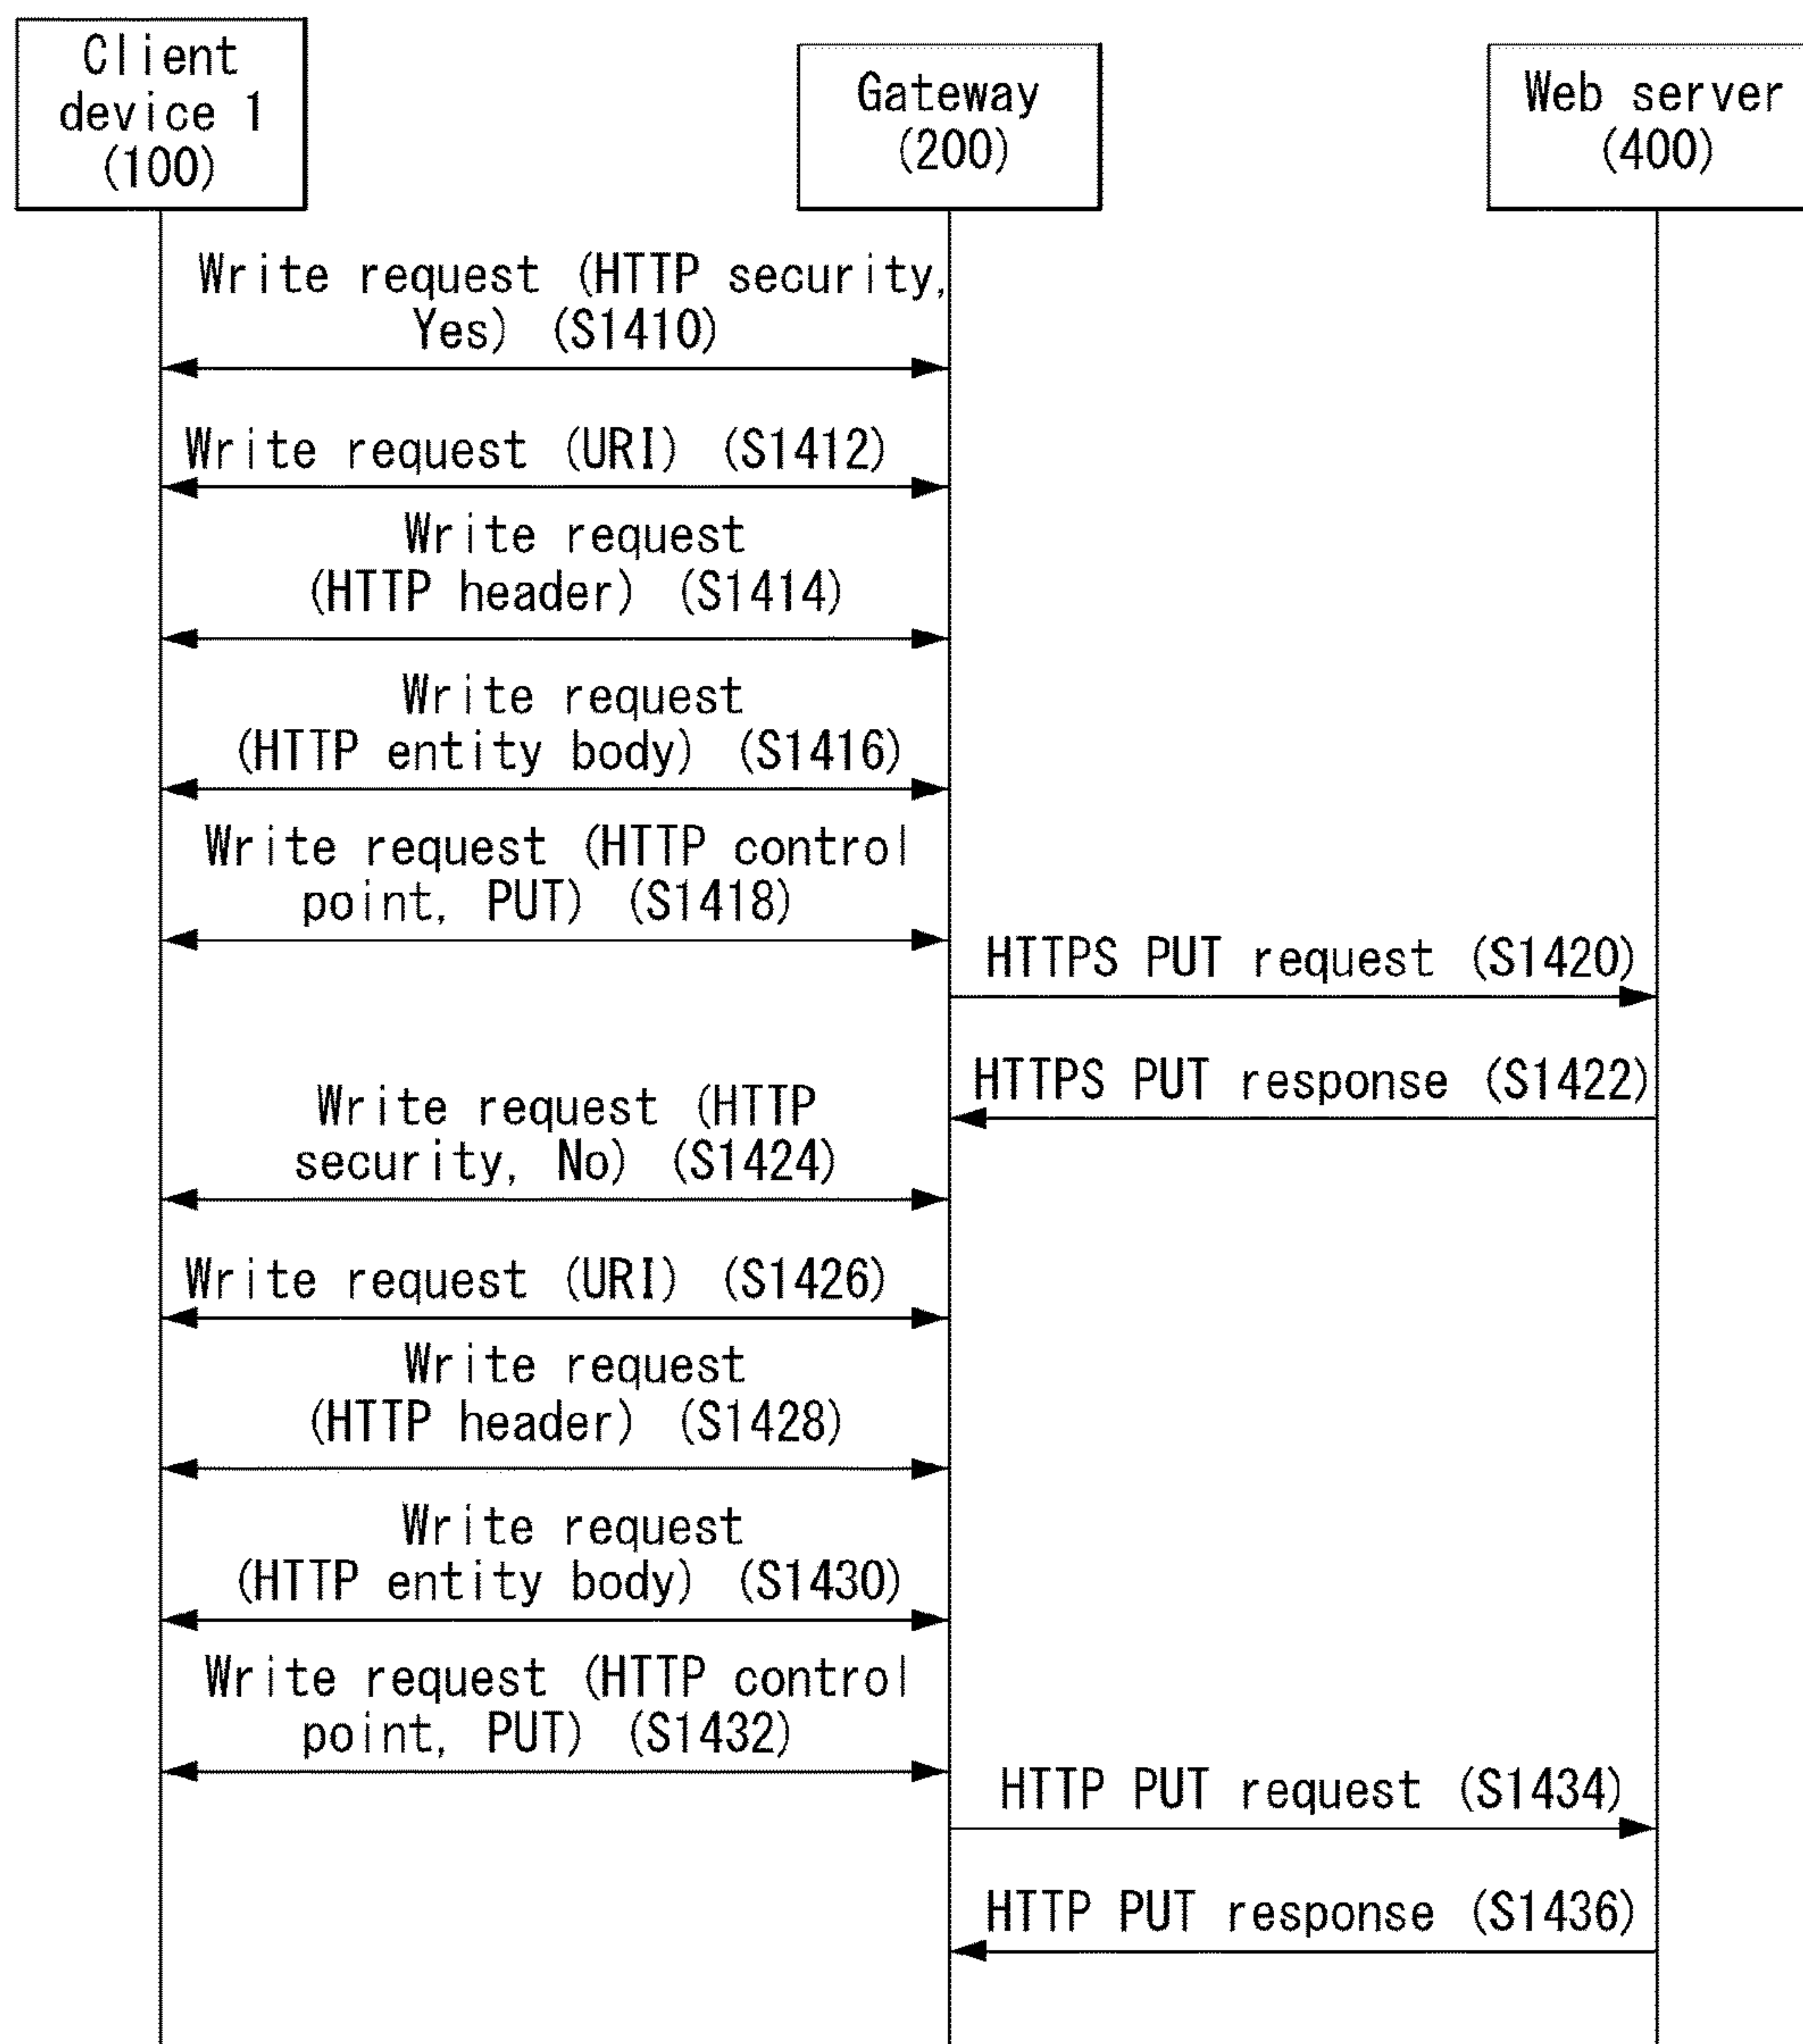 Client
device 1
(100)
Gateway
(200)
Web server
(400)
Write request (HTTP security,
Yes) (S1410)
Write request (URI) (S1412)
Write request
(HTTP header) (S1414)
Write request
(HTTP entity body) (S1416)
Write request (HTTP control
point, PUT) (S1418)
HTTPS PUT request (S1420)
HTTPS PUT response (S1422)
Write request (HTTP
security, No) (S1424)
Write request (URI) (S1426)
Write request
(HTTP header) (S1428)
Write request
(HTTP entity body) (S1430)
Write request (HTTP control
point, PUT) (S1432)
HTTP PUT request (S1434)
HTTP PUT response (S1436)